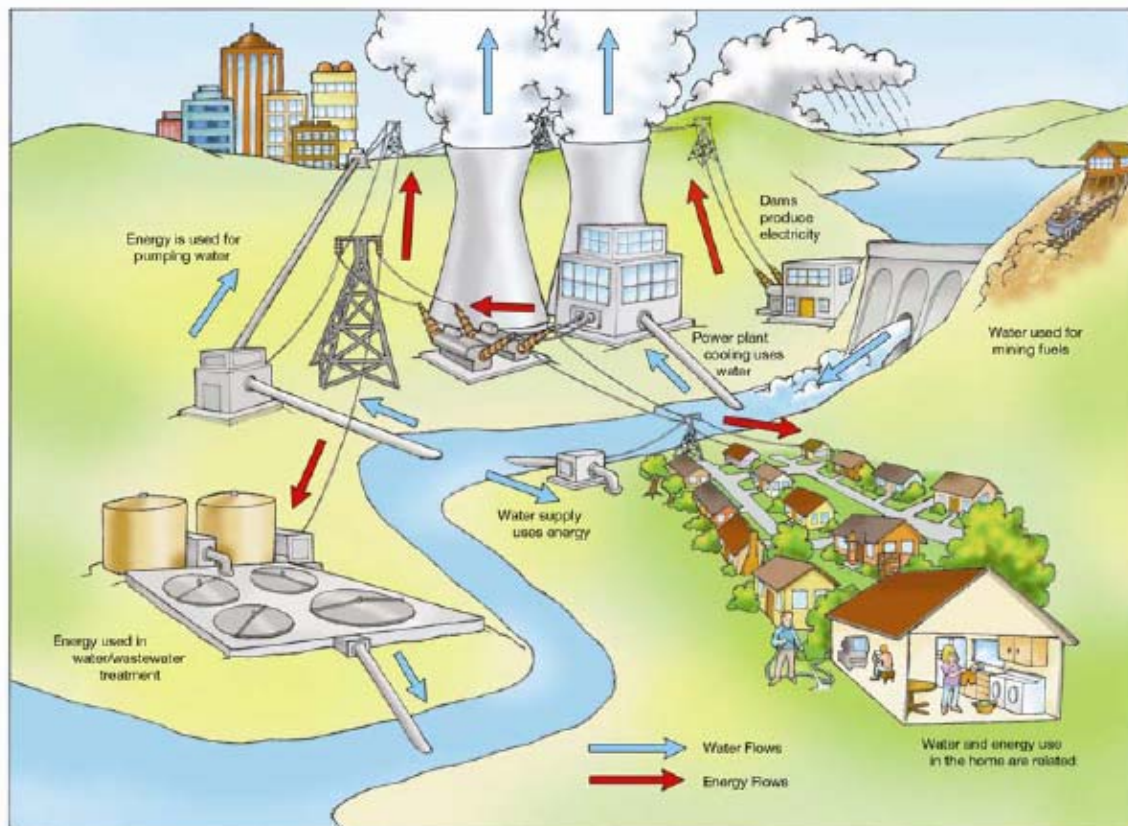 Dams
produce
electricity
Energy is used for
pumping water
Power plant
cooling uses
water
Water used for
mining fuels
Water supply
uses energy
Energy used in
water/wastewater
treatment
Water and energy use
in the home are related
Water Flows
Energy Flows